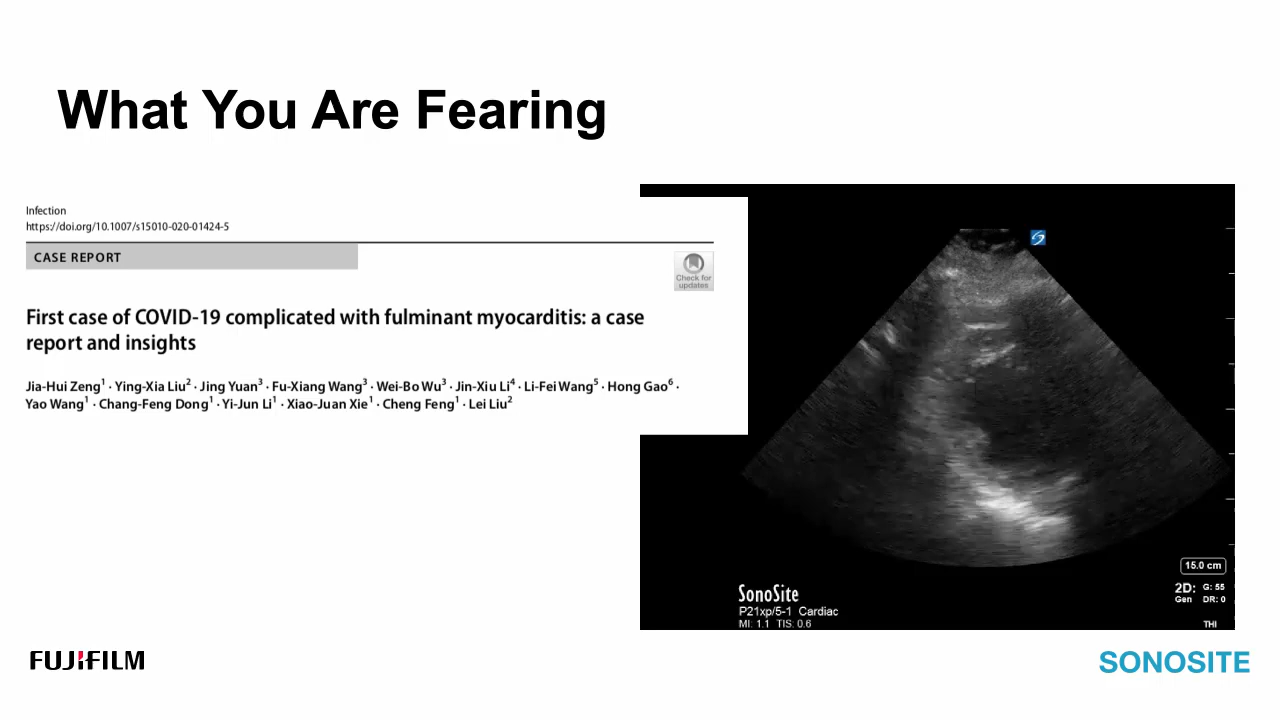 What You Are Fearing
Infection
https://doi.org/10.1007/s15010-020-01424-5
CASE REPORT
Check for
updates
First case of COVID-19 complicated with fulminant myocarditis: a case
report and insights
Jia-Hui Zeng1 · Ying-Xia Liu2 · Jing Yuan3 · Fu-Xiang Wang3 · Wei-Bo Wu3 · Jin-Xiu Li4 · Li-Fei Wang5 · Hong Gao6 ·
Yao Wang1 · Chang-Feng Dong1 · Yi-Jun Li1 · Xiao-Juan Xie1 · Cheng Feng1 · Lei Liu2
15.0 cm
2D: G: 55
Gen DR: 0
THI
SonoSite
P21xp/5-1 Cardiac
MI: 1.1 TIS: 0.6
FUJIFILM
SONOSITE